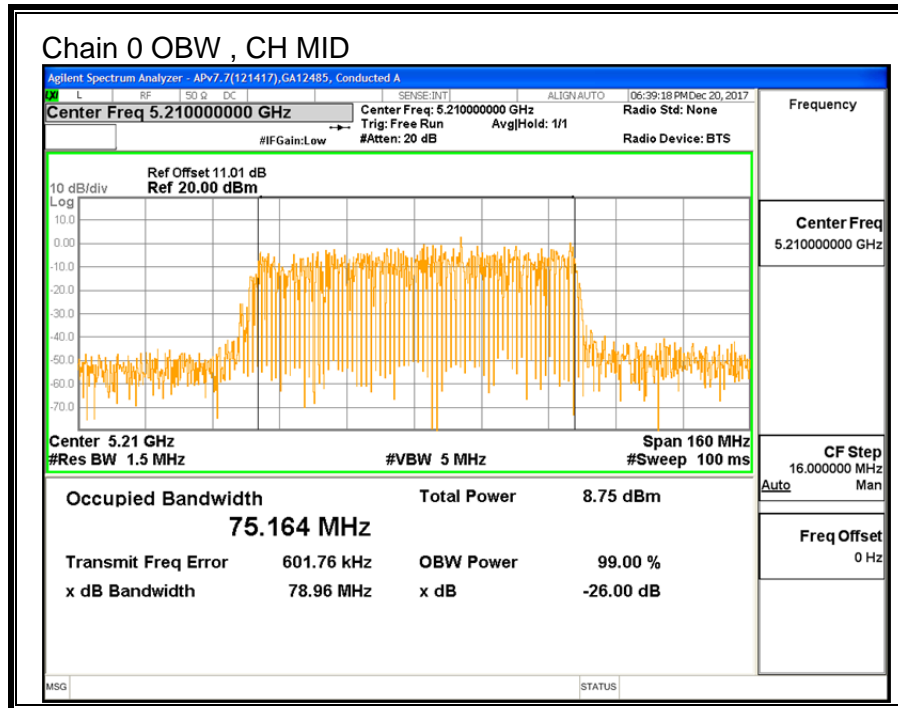 Chain 0 OBW , CH MID
Agilent Spectrum Analyzer - APv7.7(121417),GA12485, Conducted A
L RF 50 Ω DC SENSE:INT ALIGN AUTO 06:39:18 PM Dec 20, 2017
Center Freq 5.210000000 GHz
Center Freq: 5.210000000 GHz
Radio Std: None
Trig: Free Run Avg|Hold: 1/1
#IFGain:Low #Atten: 20 dB
Radio Device: BTS
Ref Offset 11.01 dB
10 dB/div Ref 20.00 dBm
Log
10.0
0.00
-10.0
-20.0
-30.0
-40.0
-50.0
-60.0
-70.0
Center 5.21 GHz Span 160 MHz
#Res BW 1.5 MHz #VBW 5 MHz #Sweep 100 ms
Occupied Bandwidth Total Power 8.75 dBm
75.164 MHz
Transmit Freq Error 601.76 kHz OBW Power 99.00 %
x dB Bandwidth 78.96 MHz x dB -26.00 dB
MSG STATUS
Frequency
Center Freq
5.210000000 GHz
CF Step
16.000000 MHz
Auto Man
Freq Offset
0 Hz